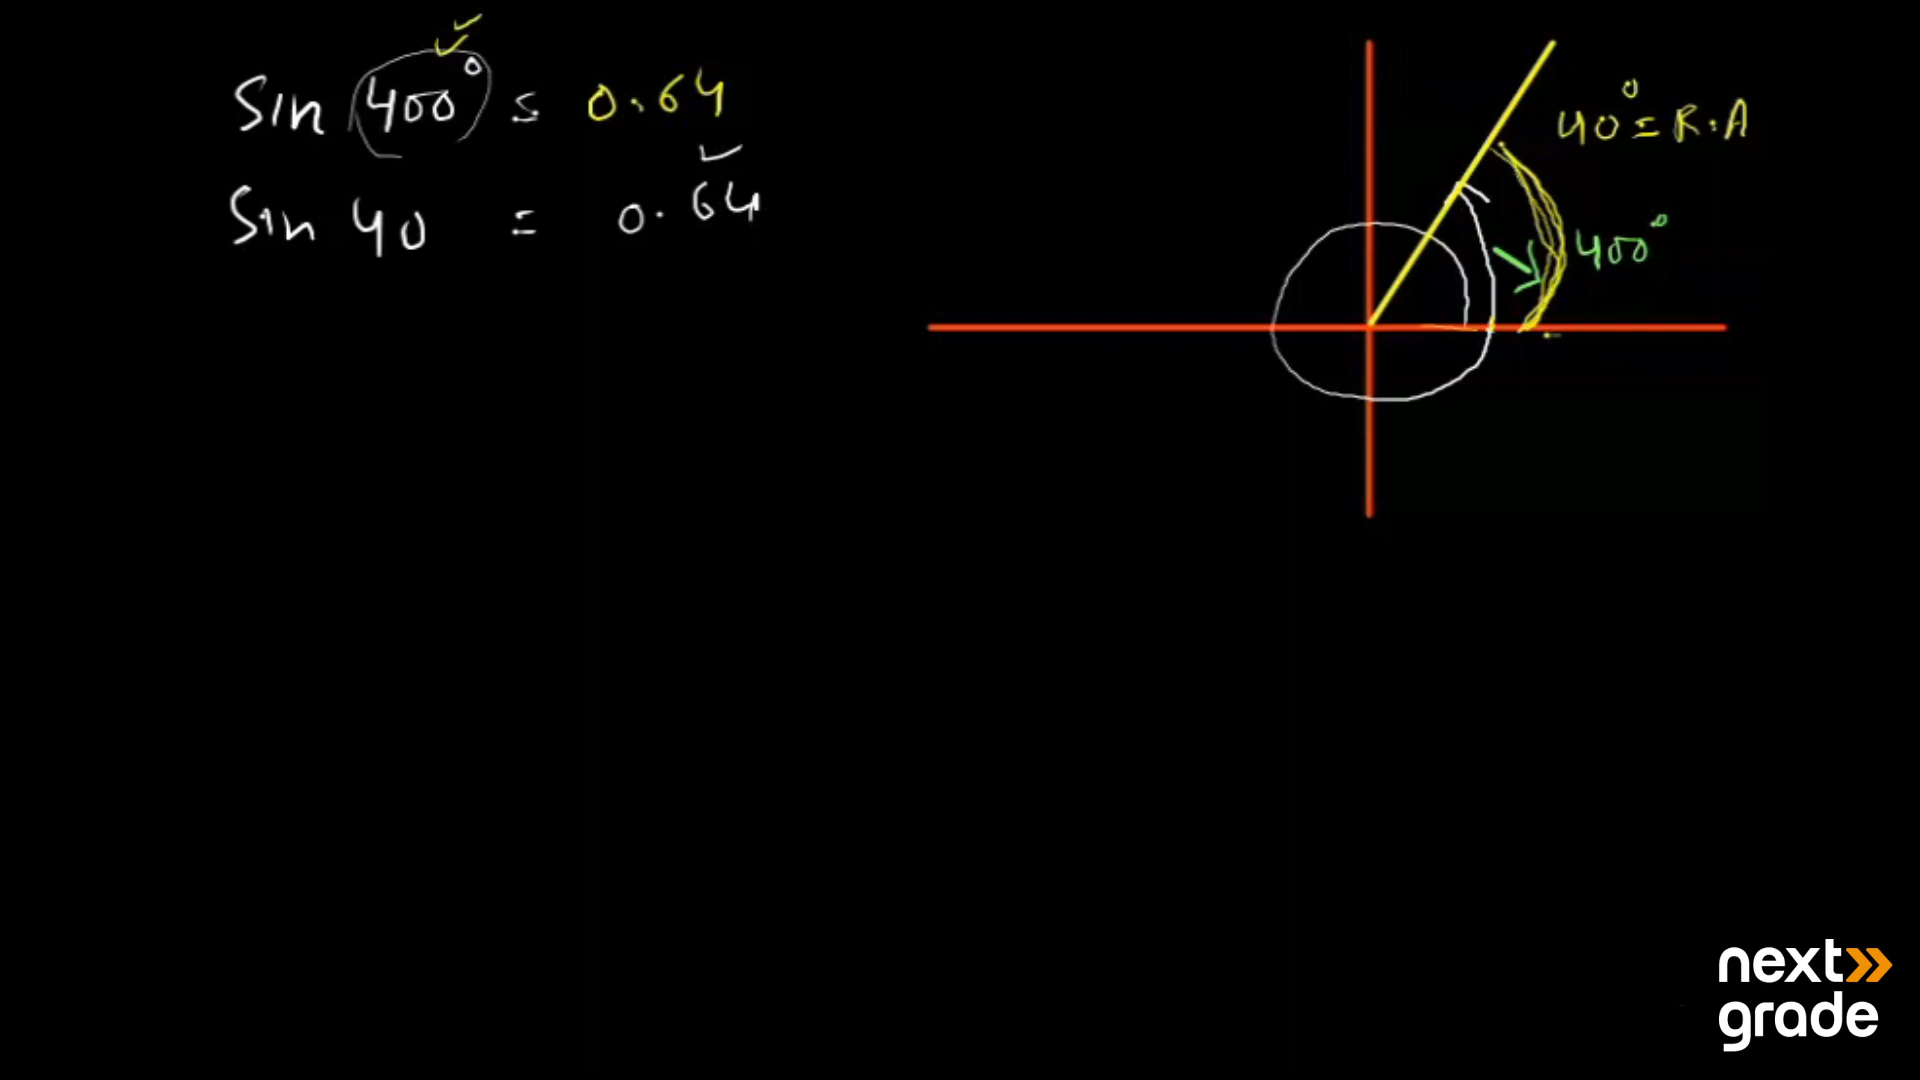 Sin (400°) = 0.64
Sin 40 = 0.64
40° = R.A
400°
next
grade